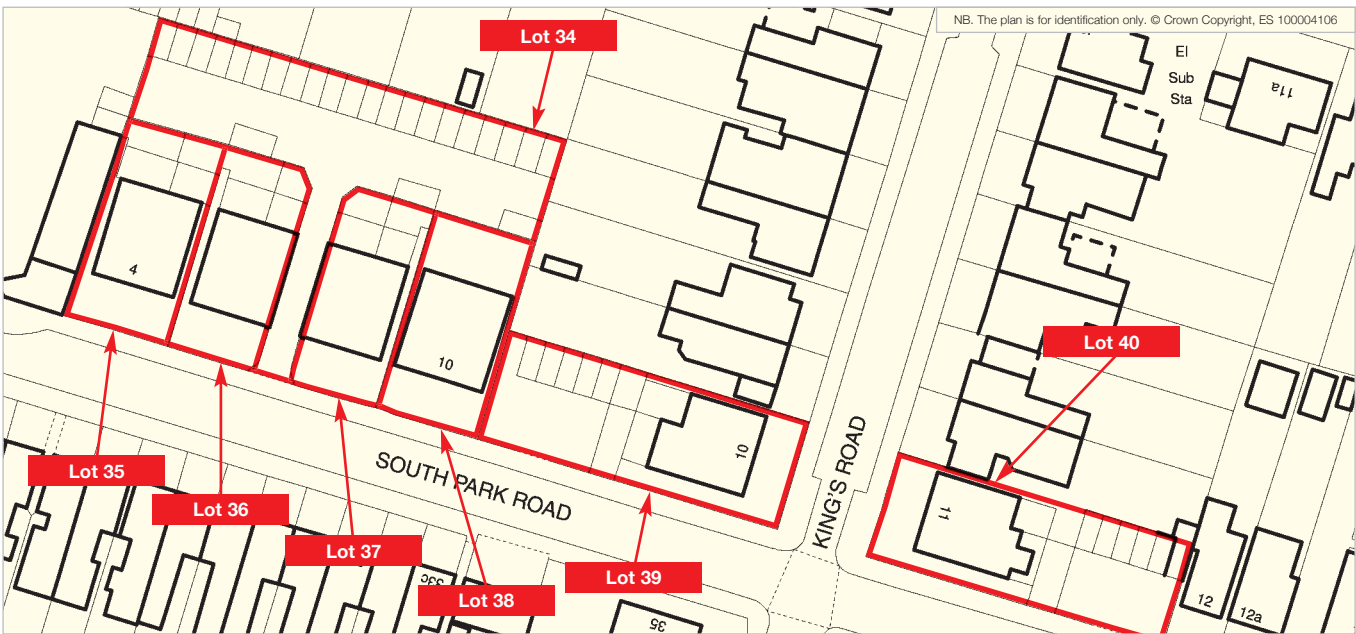 NB. The plan is for identification only. © Crown Copyright, ES 100004106
Lot 34
El
Sub
Sta
11a
4
10
Lot 40
10
KING'S ROAD
SOUTH PARK ROAD
Lot 35
Lot 36
11
Lot 37
Lot 39
33c
Lot 38
12
12a
35